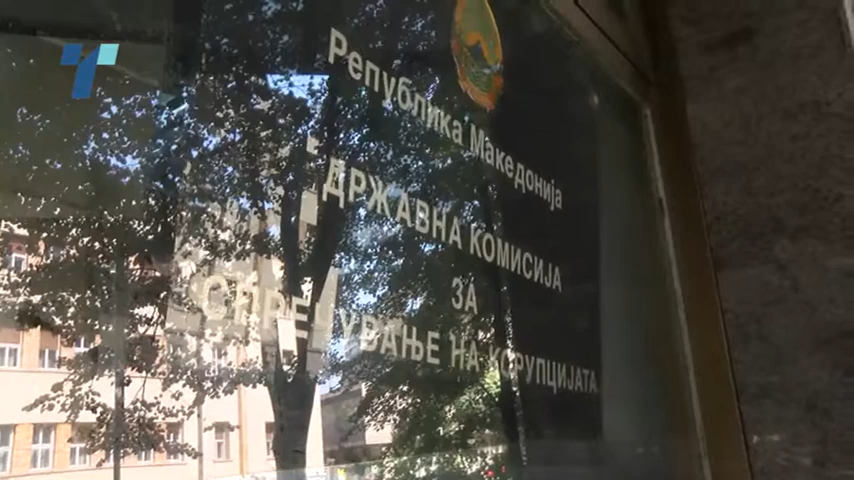 Република Македонија
ДРЖАВНА КОМИСИЈА
ЗА
СПРЕЧУВАЊЕ НА КОРУПЦИЈАТА